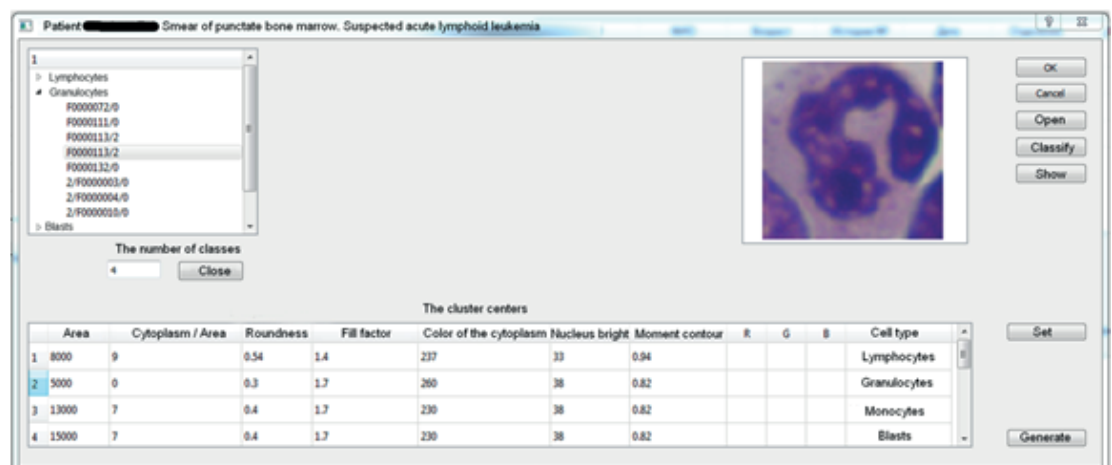 Patient Smear of punctate bone marrow. Suspected acute lymphoid leukemia
1
Lymphocytes
Granulocytes
F0000072/0
F0000111/0
F0000113/2
F0000113/2
F0000132/0
2/F0000003/0
2/F0000004/0
2/F0000010/0
Blasts
OK
Cancel
Open
Classify
Show
The number of classes
4 Close
The cluster centers
Area Cytoplasm / Area Roundness Fill factor Color of the cytoplasm Nucleus bright Moment contour R G B Cell type
1 8000 9 0.54 1.4 237 33 0.94 Lymphocytes
2 5000 0 0.3 1.7 260 38 0.82 Granulocytes
3 13000 7 0.4 1.7 230 38 0.82 Monocytes
4 15000 7 0.4 1.7 230 38 0.82 Blasts
Set
Generate